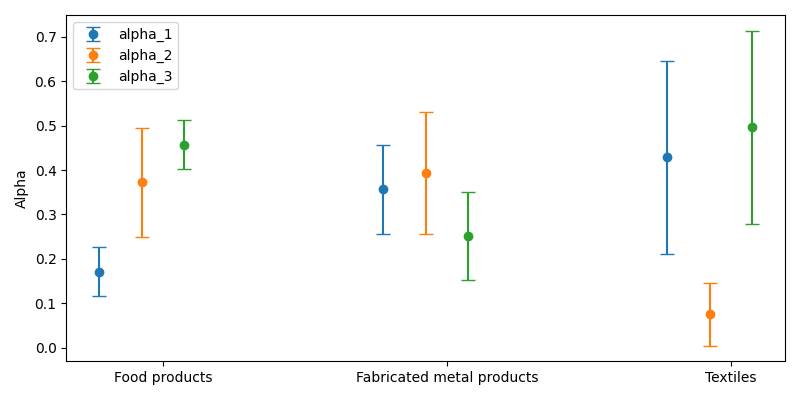 alpha_1
alpha_2
alpha_3
Alpha
0.7
0.6
0.5
0.4
0.3
0.2
0.1
0.0
Food products
Fabricated metal products
Textiles